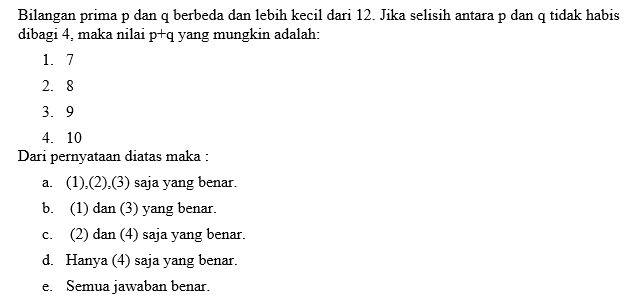 Bilangan prima p dan q berbeda dan lebih kecil dari 12. Jika selisih antara p dan q tidak habis
dibagi 4, maka nilai p+q yang mungkin adalah:
1. 7
2. 8
3. 9
4. 10
Dari pernyataan diatas maka :
a. (1),(2),(3) saja yang benar.
b. (1) dan (3) yang benar.
c. (2) dan (4) saja yang benar.
d. Hanya (4) saja yang benar.
e. Semua jawaban benar.